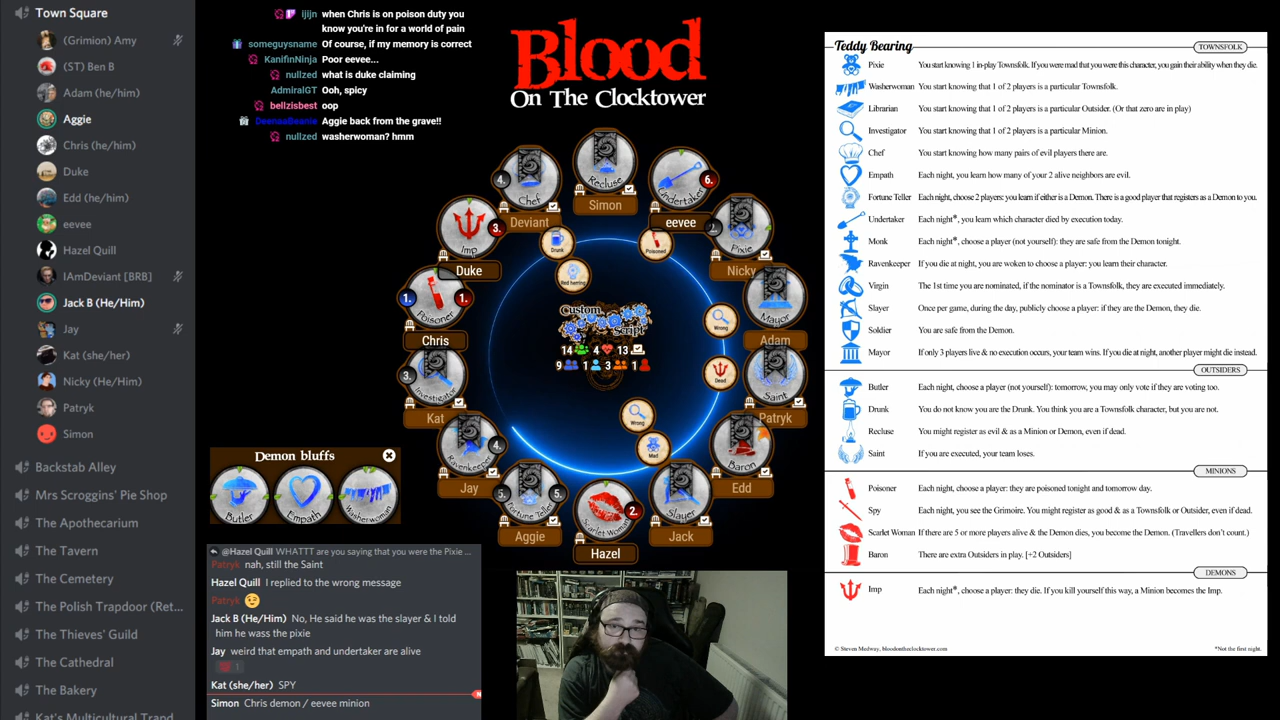 Town Square
(Grimion) Amy
(ST) Ben B
Adam (he/him)
Aggie
Chris (he/him)
Duke
Edd (he/him)
eevee
Hazel Quill
IAmDeviant [BRB]
Jack B (He/Him)
Jay
Kat (she/her)
Nicky (He/Him)
Patryk
Simon
Backstab Alley
Mrs Scroggins' Pie Shop
The Apothecarium
The Tavern
The Cemetery
The Polish Trapdoor (Ret...
The Thieves' Guild
The Cathedral
The Bakery
Kat's Multicultural Trand...
ijijn when Chris is on poison duty you
know you're in for a world of pain
someguysname Of course, if my memory is correct
KanifinNinja Poor eevee...
nullzed what is duke claiming
AdmiralGT Ooh, spicy
bellzisbest oop
DeenaaBeanie Aggie back from the grave!!
nullzed washerwoman? hmm
Blood
On The Clocktower
Recluse
Simon
Undertaker
6.
eevee
2.
Pixie
Nicky
Mayor
Adam
Saint
Patryk
Baron
Edd
Slayer
Jack
Scarlet Woman
2.
Hazel
5.
Fortune Teller
5.
Aggie
Ravenkeeper
4.
Jay
3.
Investigator
Kat
1.
Poisoner
1.
Chris
Imp
3.
Duke
4.
Chef
Deviant
Drunk
Red herring
Poisoned
Wrong
Dead
Wrong
Mad
Custom
Script
14 4 13
9 1 3 1
Demon bluffs
Butler
Empath
Washerwoman
@Hazel Quill WHATTT are you saying that you were the Pixie ...
Patryk nah, still the Saint
Hazel Quill I replied to the wrong message
Patryk 😉
Jack B (He/Him) No, He said he was the slayer & I told
him he was the pixie
Jay weird that empath and undertaker are alive
1
Kat (she/her) SPY
Simon Chris demon / eevee minion
Teddy Bearing
TOWNSFOLK
Pixie You start knowing 1 in-play Townsfolk. If you were mad that you were this character, you gain their ability when they die.
Washerwoman You start knowing that 1 of 2 players is a particular Townsfolk.
Librarian You start knowing that 1 of 2 players is a particular Outsider. (Or that zero are in play)
Investigator You start knowing that 1 of 2 players is a particular Minion.
Chef You start knowing how many pairs of evil players there are.
Empath Each night, you learn how many of your 2 alive neighbors are evil.
Fortune Teller Each night, choose 2 players: you learn if either is a Demon. There is a good player that registers as a Demon to you.
Undertaker Each night*, you learn which character died by execution today.
Monk Each night*, choose a player (not yourself): they are safe from the Demon tonight.
Ravenkeeper If you die at night, you are woken to choose a player: you learn their character.
Virgin The 1st time you are nominated, if the nominator is a Townsfolk, they are executed immediately.
Slayer Once per game, during the day, publicly choose a player: if they are the Demon, they die.
Soldier You are safe from the Demon.
Mayor If only 3 players live & no execution occurs, your team wins. If you die at night, another player might die instead.
OUTSIDERS
Butler Each night, choose a player (not yourself): tomorrow, you may only vote if they are voting too.
Drunk You do not know you are the Drunk. You think you are a Townsfolk character, but you are not.
Recluse You might register as evil & as a Minion or Demon, even if dead.
Saint If you are executed, your team loses.
MINIONS
Poisoner Each night, choose a player: they are poisoned tonight and tomorrow day.
Spy Each night, you see the Grimoire. You might register as good & as a Townsfolk or Outsider, even if dead.
Scarlet Woman If there are 5 or more players alive & the Demon dies, you become the Demon. (Travellers don't count.)
Baron There are extra Outsiders in play. [+2 Outsiders]
DEMONS
Imp Each night*, choose a player: they die. If you kill yourself this way, a Minion becomes the Imp.
© Steven Medway, bloodontheclocktower.com
*Not the first night.